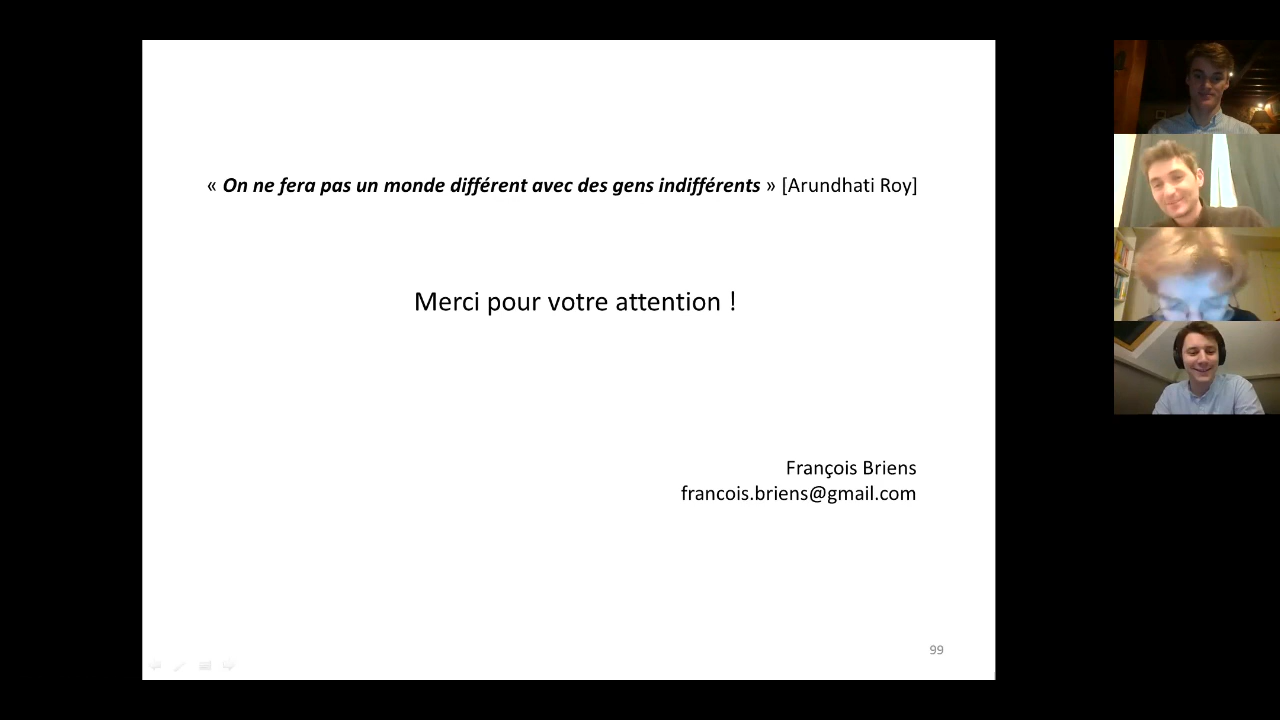 « On ne fera pas un monde différent avec des gens indifférents » [Arundhati Roy]
Merci pour votre attention !
François Briens
francois.briens@gmail.com
99